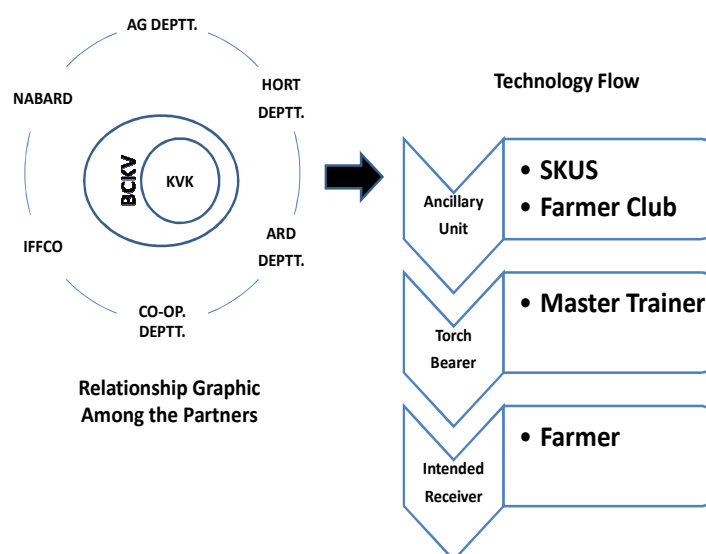 AG DEPTT.
HORT
DEPTT.
NABARD
BCKV
KVK
IFFCO
ARD
DEPTT.
CO-OP.
DEPTT.
Relationship Graphic
Among the Partners
Technology Flow
Ancillary
Unit
• SKUS
• Farmer Club
Torch
Bearer
• Master Trainer
Intended
Receiver
• Farmer